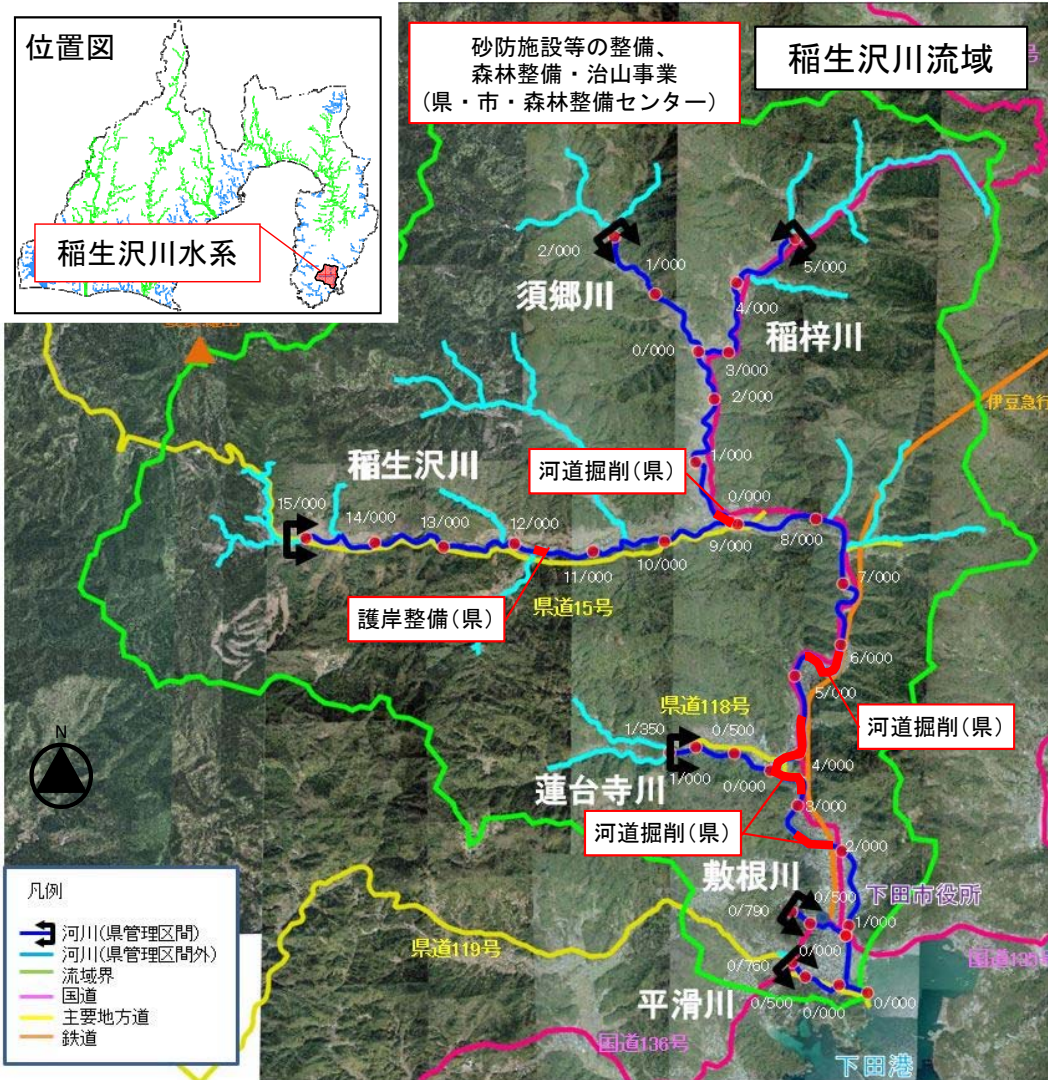 位置図
稲生沢川水系
砂防施設等の整備、
森林整備・治山事業
(県・市・森林整備センター)
稲生沢川流域
2/000
1/000
須郷川
0/000
5/000
4/000
稲梓川
3/000
2/000
1/000
0/000
伊豆急行
稲生沢川
河道掘削(県)
15/000
14/000
13/000
12/000
11/000
10/000
9/000
8/000
7/000
護岸整備(県)
県道15号
6/000
5/000
河道掘削(県)
県道118号
1/350
0/500
1/000
0/000
蓮台寺川
4/000
3/000
河道掘削(県)
2/000
敷根川
0/790
0/500
下田市役所
1/000
0/000
県道119号
0/760
0/500
0/000
0/000
平滑川
国道136号
下田港
N
凡例
河川(県管理区間)
河川(県管理区間外)
流域界
国道
主要地方道
鉄道